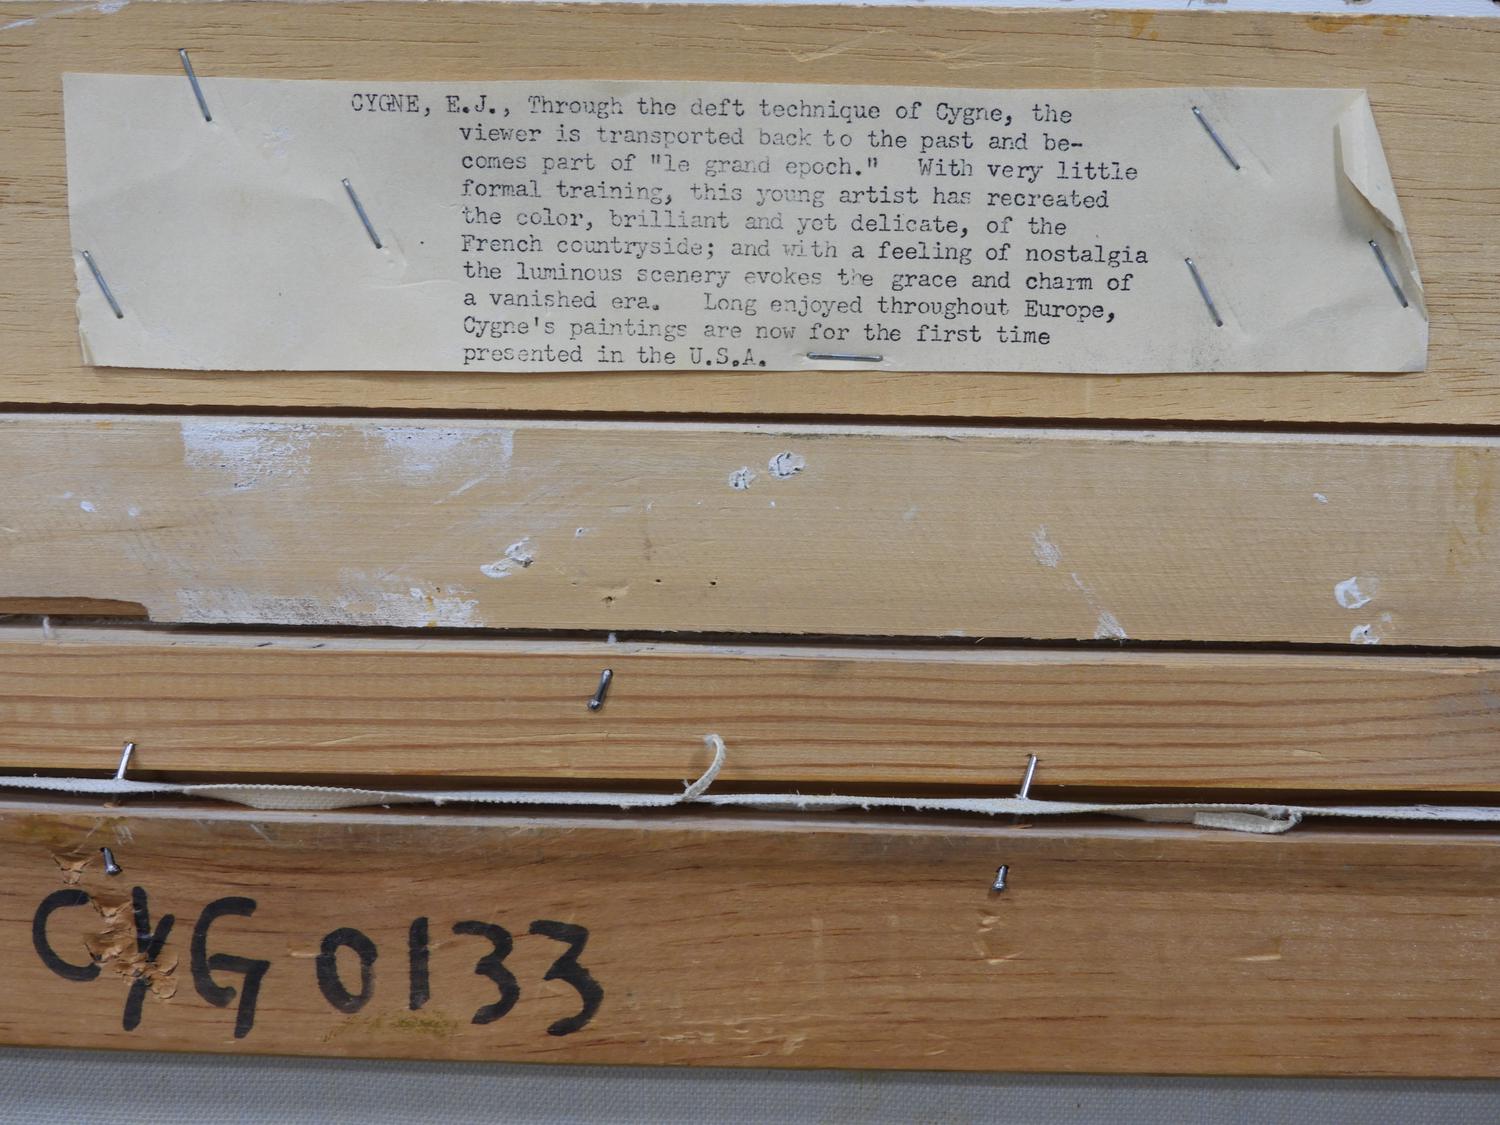 CYGNE, E.J., Through the deft technique of Cygne, the
viewer is transported back to the past and be-
comes part of "le grand epoch." With very little
formal training, this young artist has recreated
the color, brilliant and yet delicate, of the
French countryside; and with a feeling of nostalgia
the luminous scenery evokes the grace and charm of
a vanished era. Long enjoyed throughout Europe,
Cygne's paintings are now for the first time
presented in the U.S.A.
CYG 0133